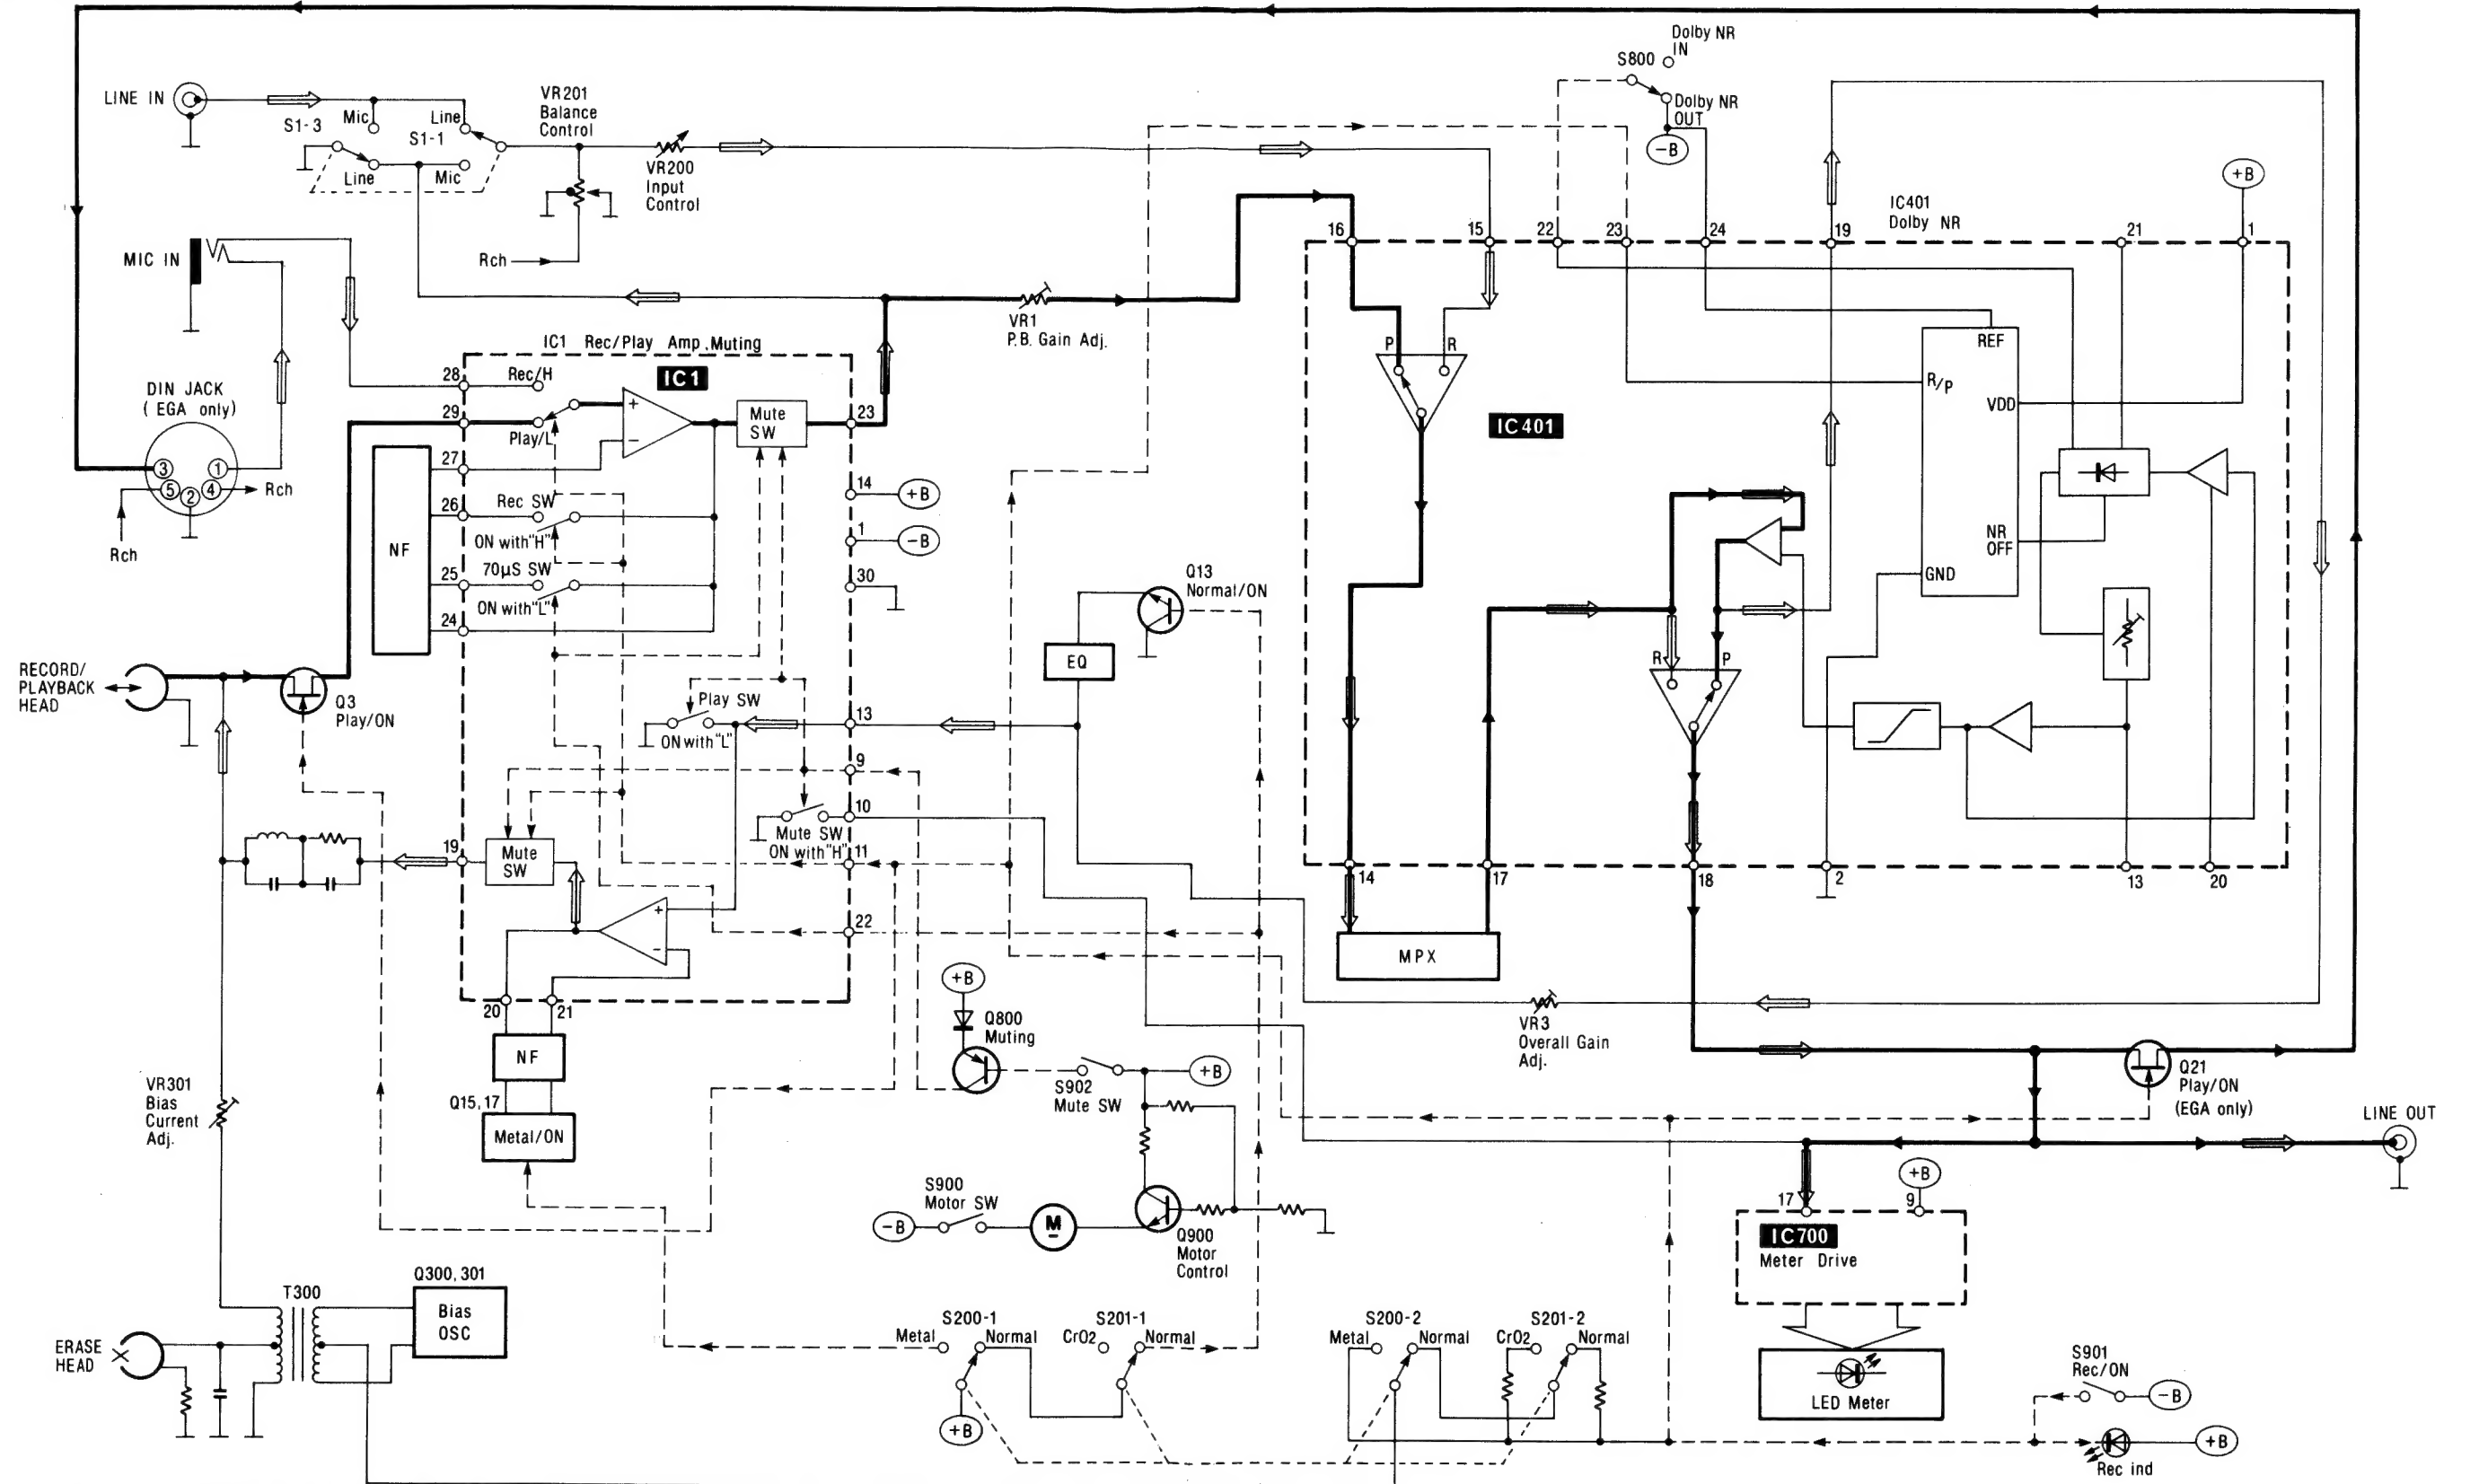 Dolby NR
IN
S800
Dolby NR
OUT
−B
LINE IN
S1-3
Mic
Line
S1-1
Line
Mic
VR201
Balance
Control
VR200
Input
Control
Rch
+B
IC401
Dolby NR
16
15
22
23
24
19
21
1
MIC IN
VR1
P.B. Gain Adj.
IC1 Rec/Play Amp. Muting
IC1
DIN JACK
( EGA only)
3
1
5
2
4
Rch
Rch
28
Rec/H
29
Play/L
+
−
Mute
SW
23
27
26
Rec SW
ON with"H"
25
70µS SW
ON with"L"
24
NF
14
+B
1
−B
30
P
R
IC401
REF
R/P
VDD
NR
OFF
GND
Q13
Normal/ON
EQ
R
P
RECORD/
PLAYBACK
HEAD
Q3
Play/ON
Play SW
ON with"L"
13
9
10
Mute SW
ON with"H"
11
19
Mute
SW
+
−
22
20
21
14
17
18
2
13
20
MPX
NF
Q15,17
Metal/ON
+B
Q800
Muting
S902
Mute SW
+B
VR3
Overall Gain
Adj.
Q21
Play/ON
(EGA only)
LINE OUT
VR301
Bias
Current
Adj.
S900
Motor SW
−B
M
Q900
Motor
Control
17
9
+B
IC700
Meter Drive
T300
Q300,301
Bias
OSC
ERASE
HEAD
S200-1
Metal
Normal
S201-1
CrO2
Normal
+B
S200-2
Metal
Normal
S201-2
CrO2
Normal
LED Meter
S901
Rec/ON
−B
+B
Rec ind